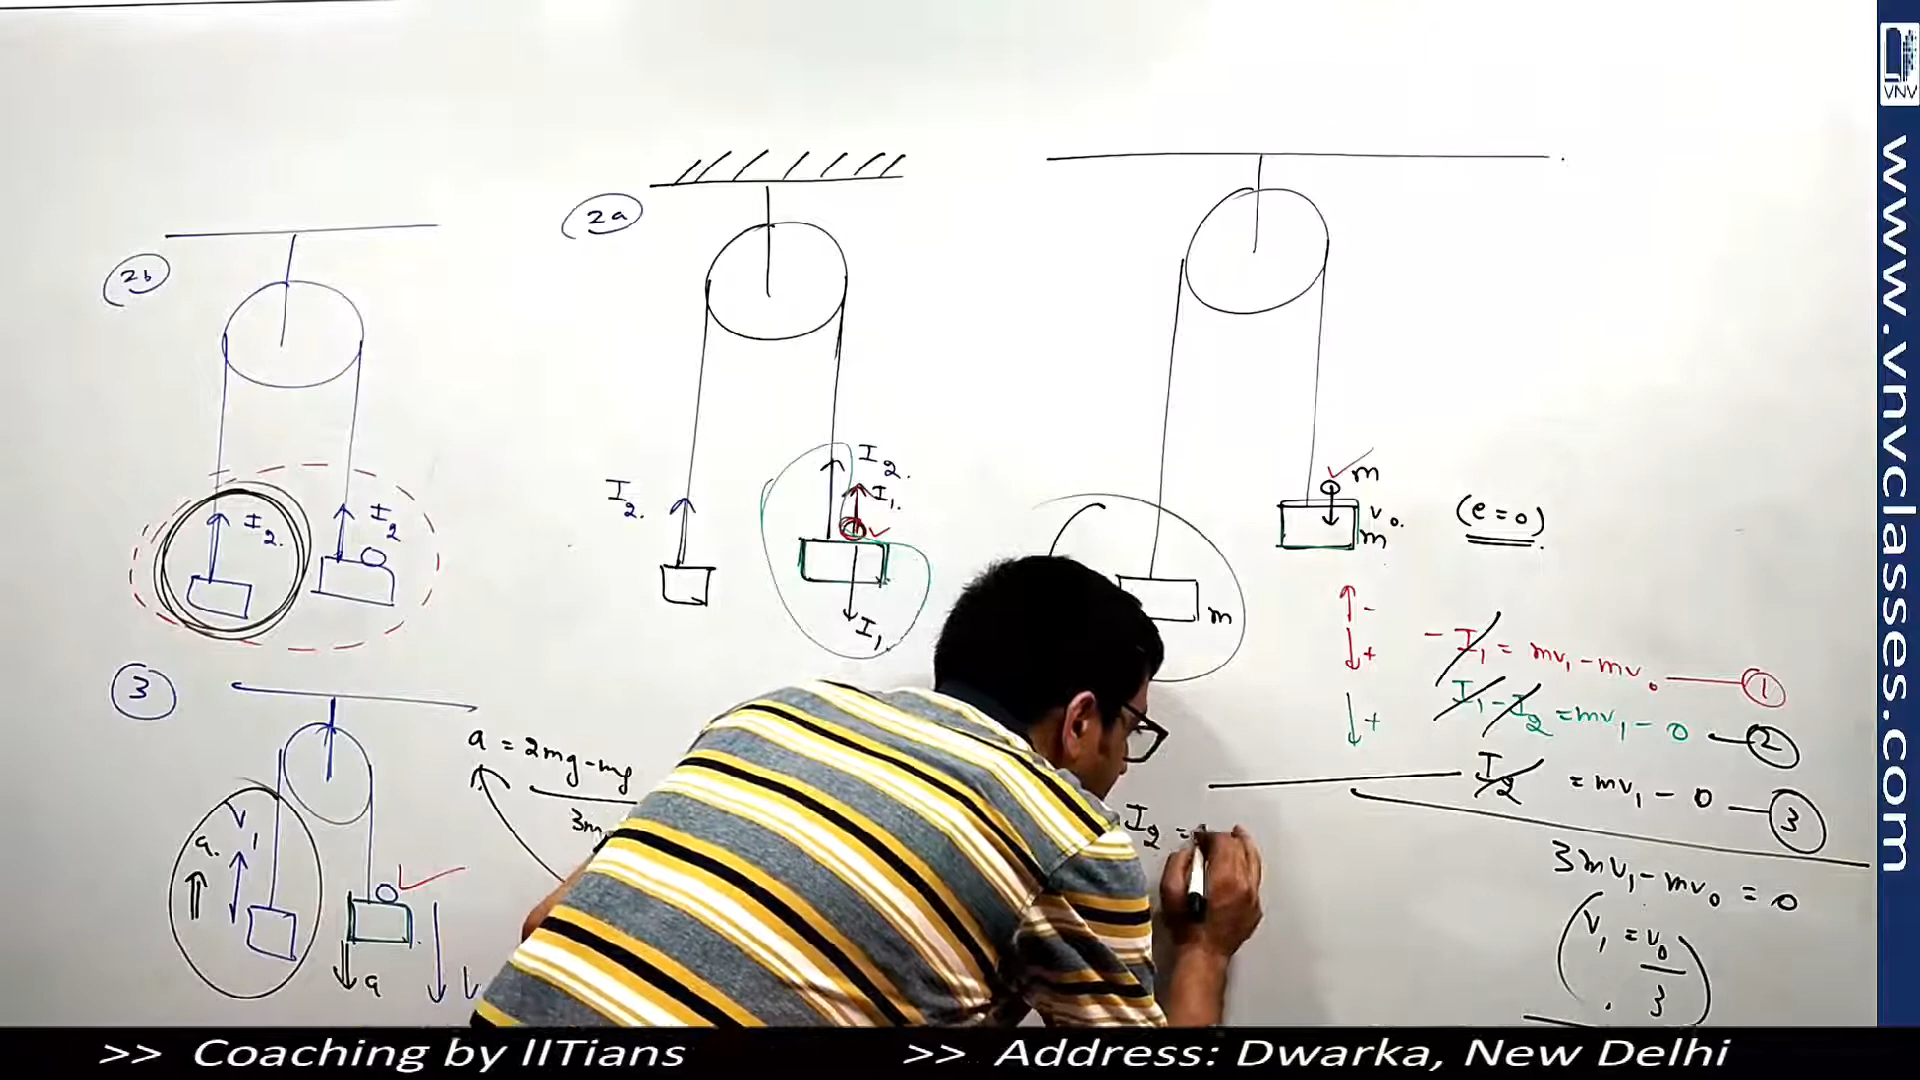 2b
I2.
I2
2a
I2.
I2.
I1.
I1.
m
v0.
m
m
(e=0)
↑-
↓+
↓+
-I1 = mv1-mv0 ①
I1-I2 = mv1-0 ②
I2 = mv1-0 ③
3mv1-mv0 = 0
v1 = v0/3
I2 =
3
a = 2mg-mg
3m
a.
v1
a
VNV
www.vnvclasses.com
>> Coaching by IITians >> Address: Dwarka, New Delhi